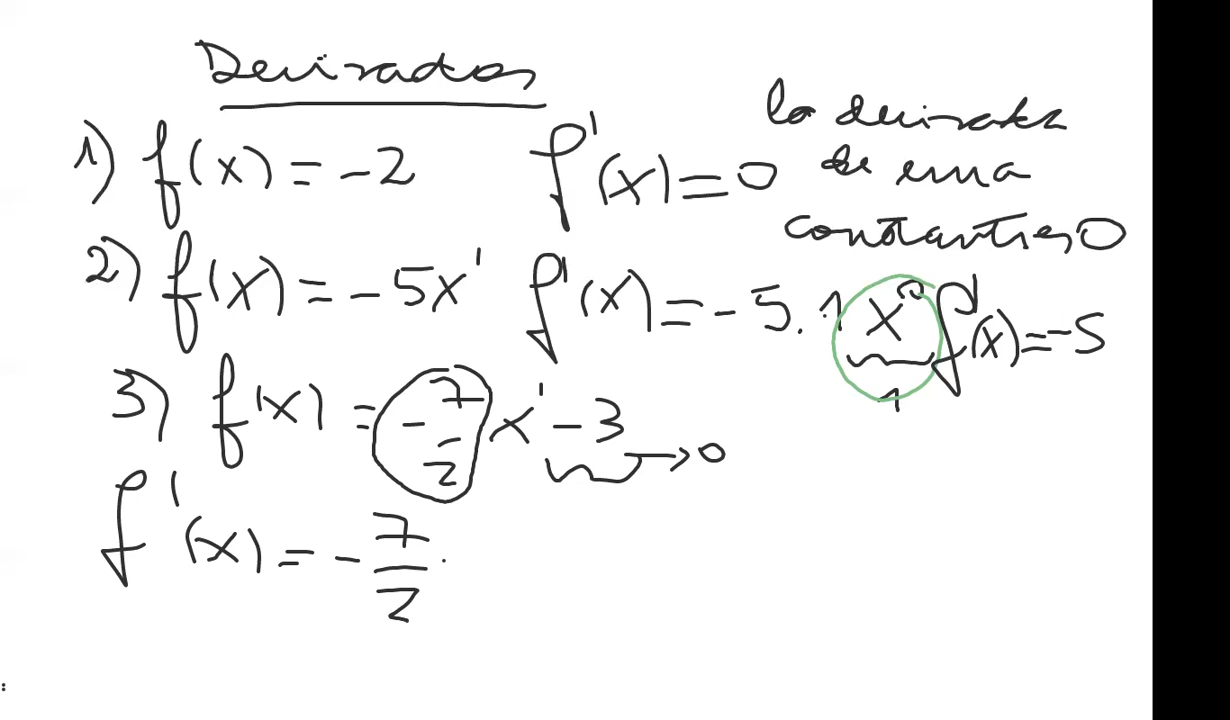 Derivadas
1) f(x) = -2 f'(x) = 0 la derivada
de una
constante es 0
2) f(x) = -5x¹ f'(x) = -5.1 x⁰ f'(x) = -5
1
3) f(x) = -7/2 x¹ - 3 → 0
f'(x) = -7/2.